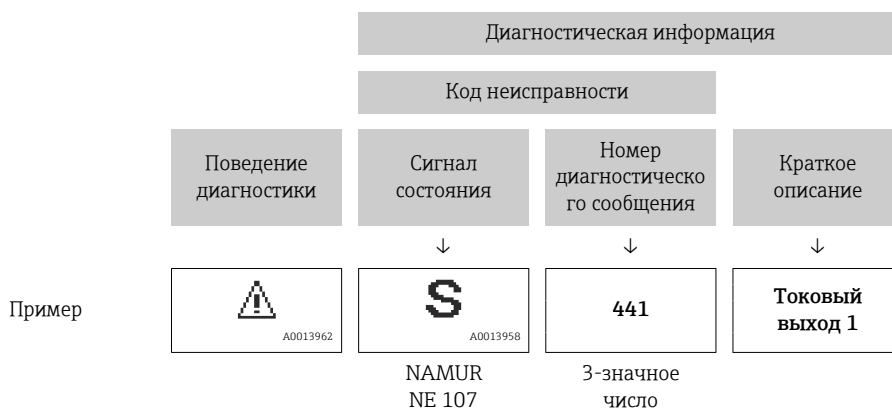 Диагностическая информация
Код неисправности
Поведение
диагностики
Сигнал
состояния
Номер
диагностическо
го сообщения
Краткое
описание
↓
↓
↓
Пример
A0013962
S
A0013958
441
Токовый
выход 1
NAMUR
NE 107
3-значное
число